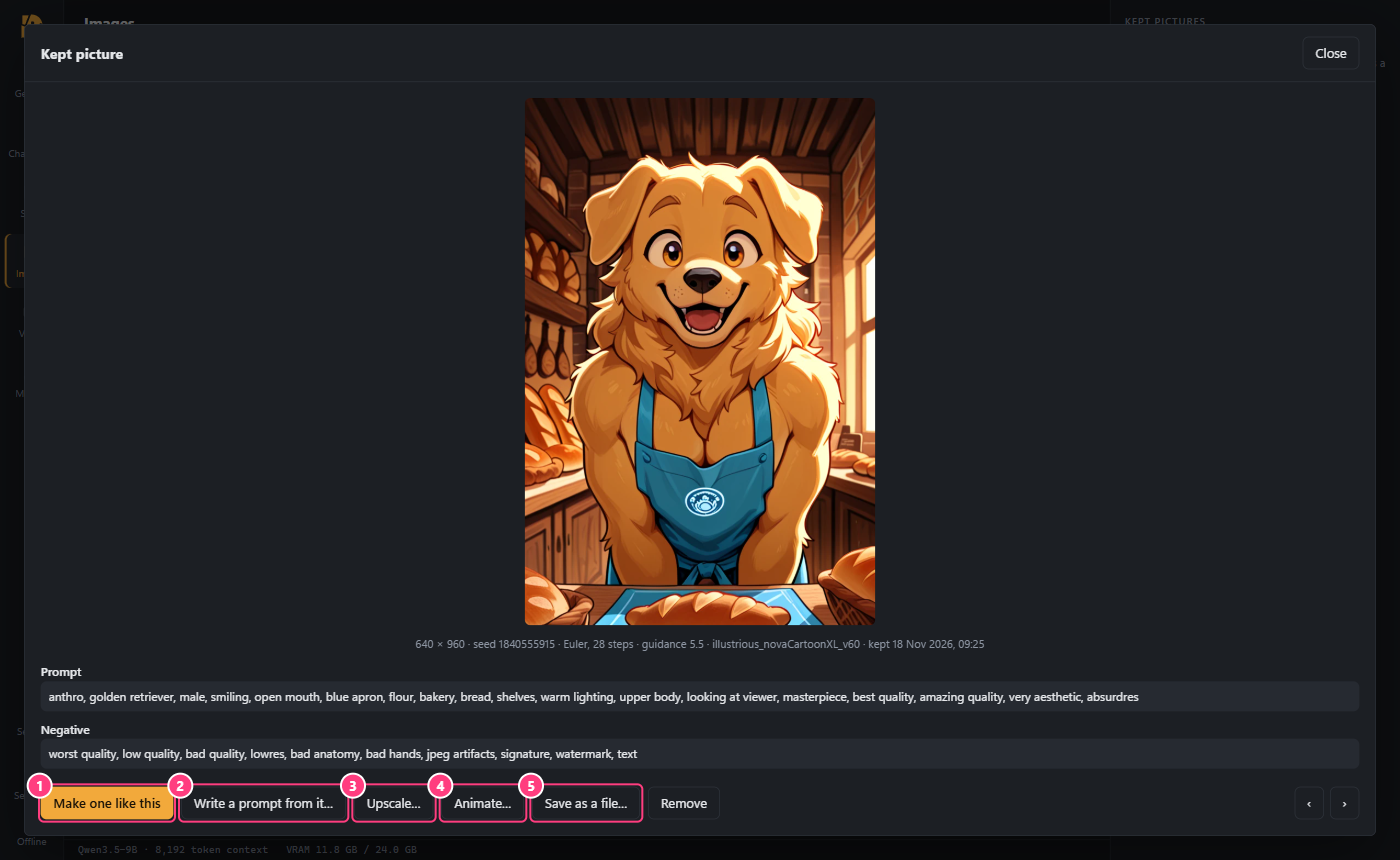 Images
KEPT PICTURES
Kept picture
Close
640 × 960 · seed 1840555915 · Euler, 28 steps · guidance 5.5 · illustrious_novaCartoonXL_v60 · kept 18 Nov 2026, 09:25
Prompt
anthro, golden retriever, male, smiling, open mouth, blue apron, flour, bakery, bread, shelves, warm lighting, upper body, looking at viewer, masterpiece, best quality, amazing quality, very aesthetic, absurdres
Negative
worst quality, low quality, bad quality, lowres, bad anatomy, bad hands, jpeg artifacts, signature, watermark, text
1 Make one like this 2 Write a prompt from it... 3 Upscale... 4 Animate... 5 Save as a file... Remove ‹ ›
Offline
Qwen3.5-9B · 8,192 token context VRAM 11.8 GB / 24.0 GB